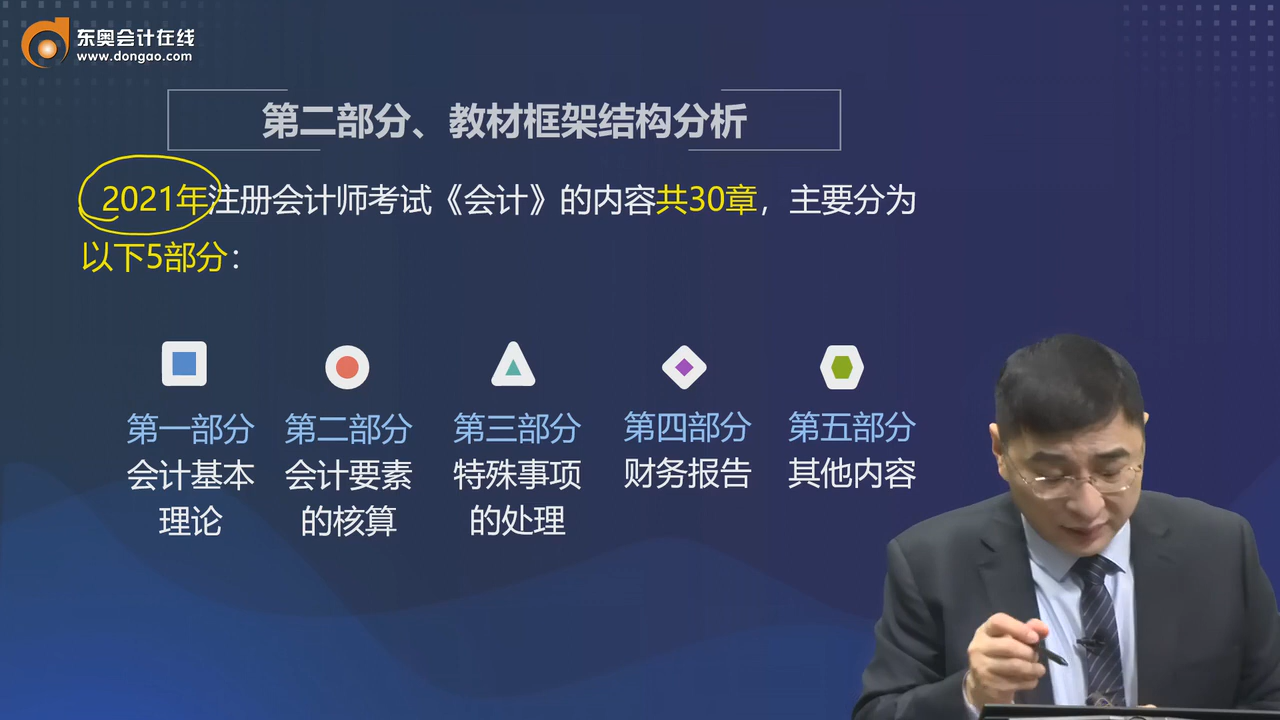 东奥会计在线
www.dongao.com
第二部分、教材框架结构分析
2021年注册会计师考试《会计》的内容共30章，主要分为
以下5部分：
第一部分
会计基本
理论
第二部分
会计要素
的核算
第三部分
特殊事项
的处理
第四部分
财务报告
第五部分
其他内容